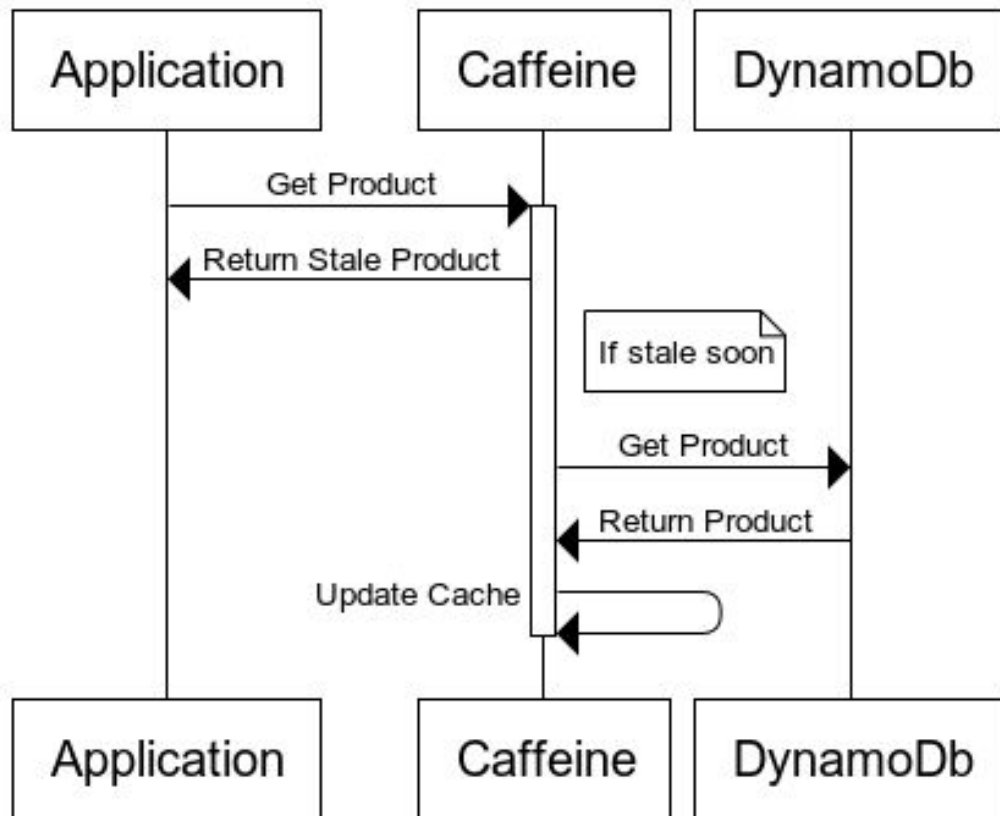 Application
Caffeine
DynamoDb
Get Product
Return Stale Product
If stale soon
Get Product
Return Product
Update Cache
Application
Caffeine
DynamoDb